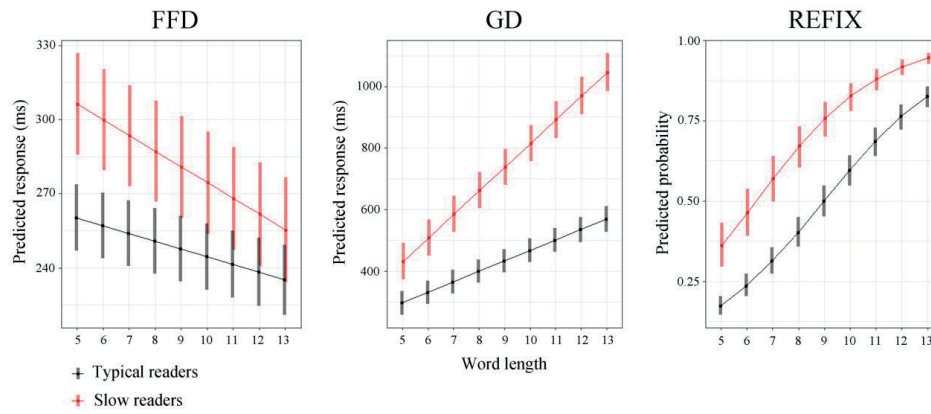 FFD
GD
REFIX
Predicted response (ms)
330
300
270
240
5 6 7 8 9 10 11 12 13
Predicted response (ms)
1000
800
600
400
5 6 7 8 9 10 11 12 13
Word length
Predicted probability
1.00
0.75
0.50
0.25
5 6 7 8 9 10 11 12 13
Typical readers
Slow readers